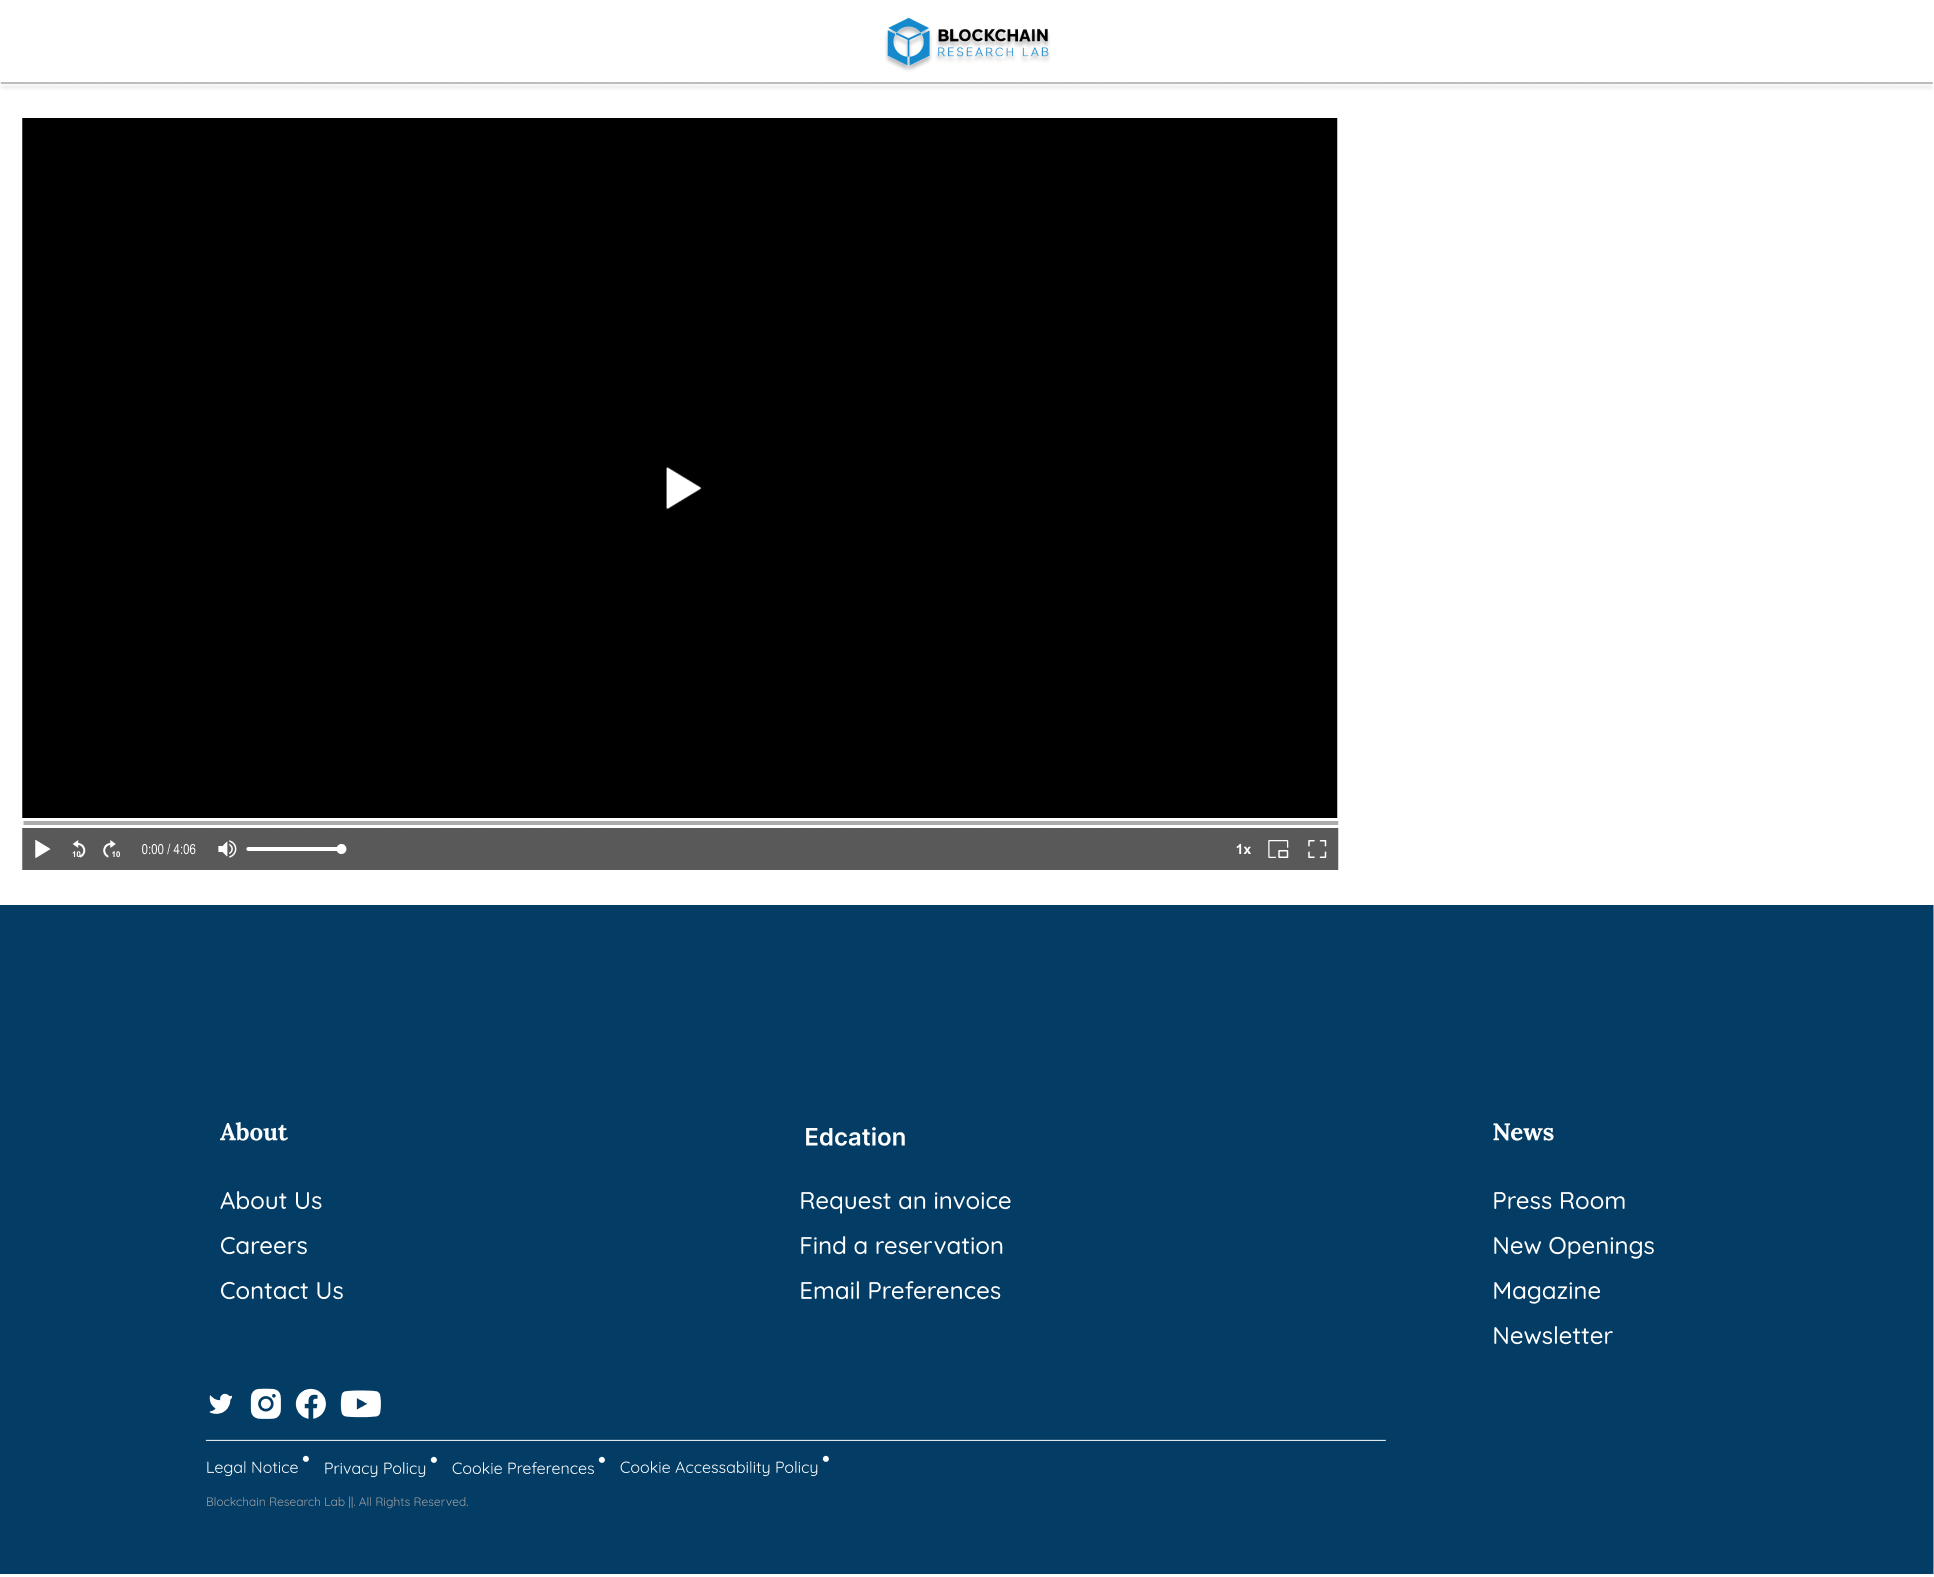 BLOCKCHAIN
RESEARCH LAB
10
10
0:00 / 4:06
1x
About
About Us
Careers
Contact Us
Edcation
Request an invoice
Find a reservation
Email Preferences
News
Press Room
New Openings
Magazine
Newsletter
Legal Notice • Privacy Policy • Cookie Preferences • Cookie Accessability Policy •
Blockchain Research Lab ||. All Rights Reserved.